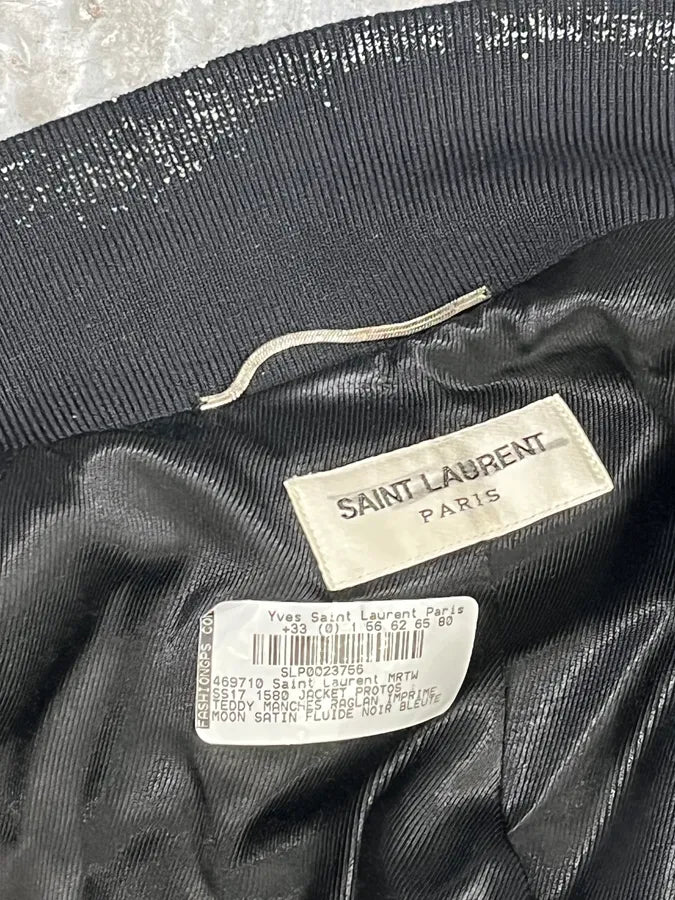 SAINT LAURENT
PARIS
Yves Saint Laurent Paris
+33 (0) 1 56 62 65 80
SLP0023756
469710 Saint Laurent MRTW
SS17 1580 JACKET PROTOS
TEDDY MANCHES RAGLAN IMPRIME
MOON SATIN FLUIDE NOIR BLEUTE
FASHIONGPS